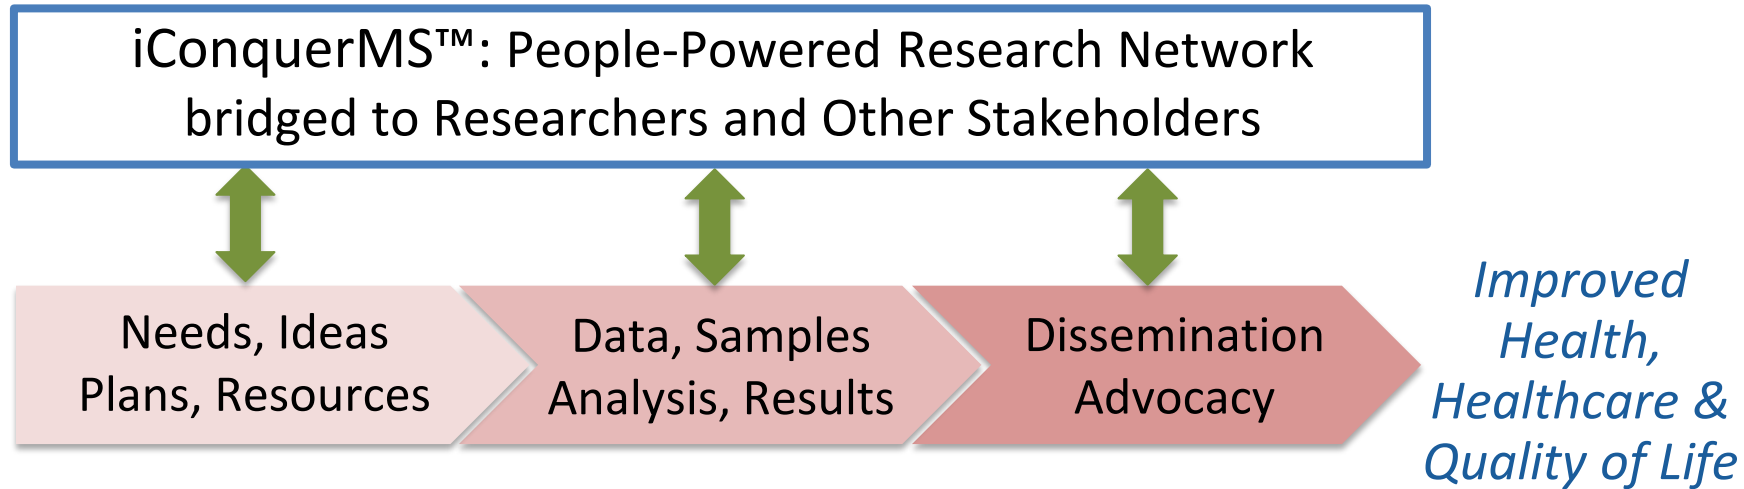 iConquerMS™: People-Powered Research Network
bridged to Researchers and Other Stakeholders
Needs, Ideas
Plans, Resources
Data, Samples
Analysis, Results
Dissemination
Advocacy
Improved
Health,
Healthcare &
Quality of Life